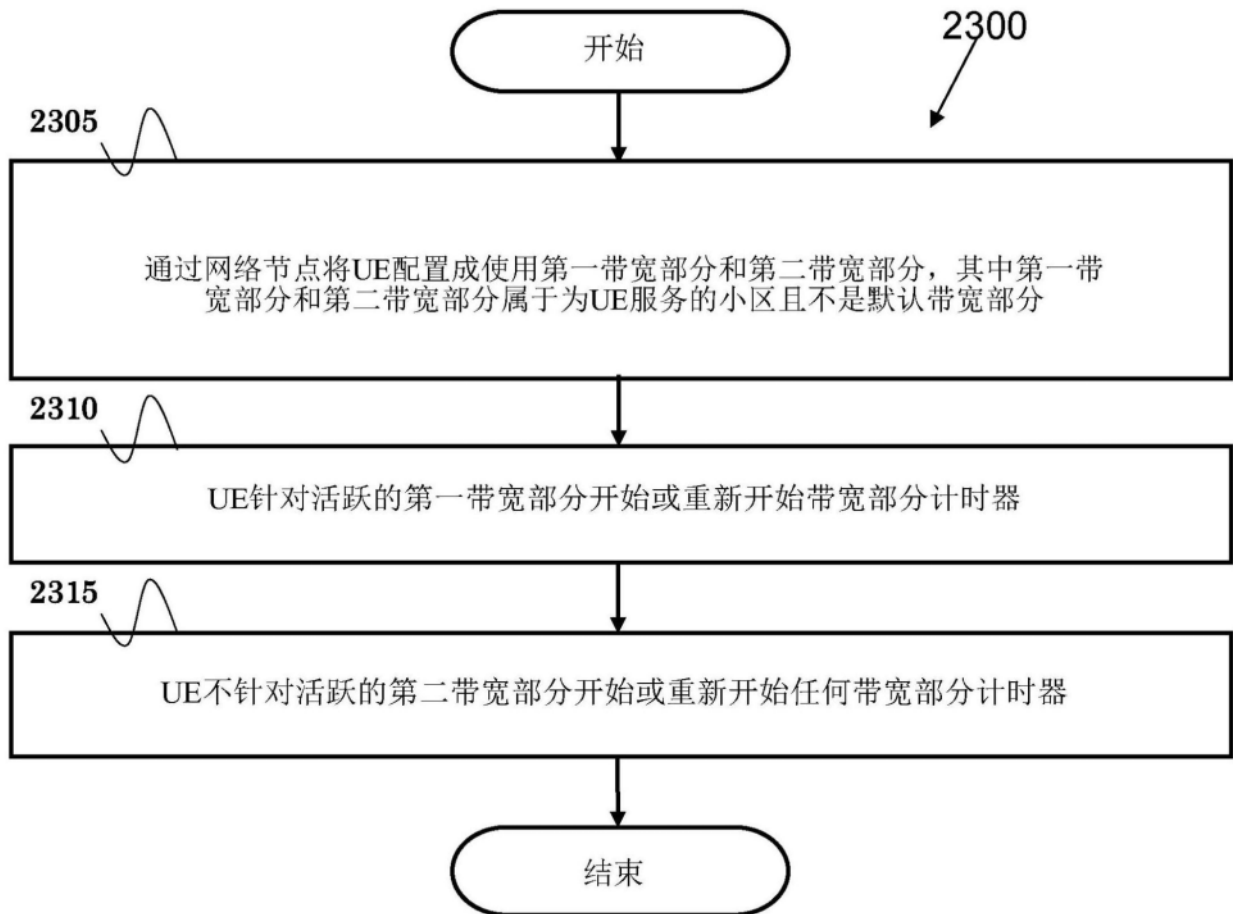 开始
2300
2305
通过网络节点将UE配置成使用第一带宽部分和第二带宽部分，其中第一带
宽部分和第二带宽部分属于为UE服务的小区且不是默认带宽部分
2310
UE针对活跃的第一带宽部分开始或重新开始带宽部分计时器
2315
UE不针对活跃的第二带宽部分开始或重新开始任何带宽部分计时器
结束